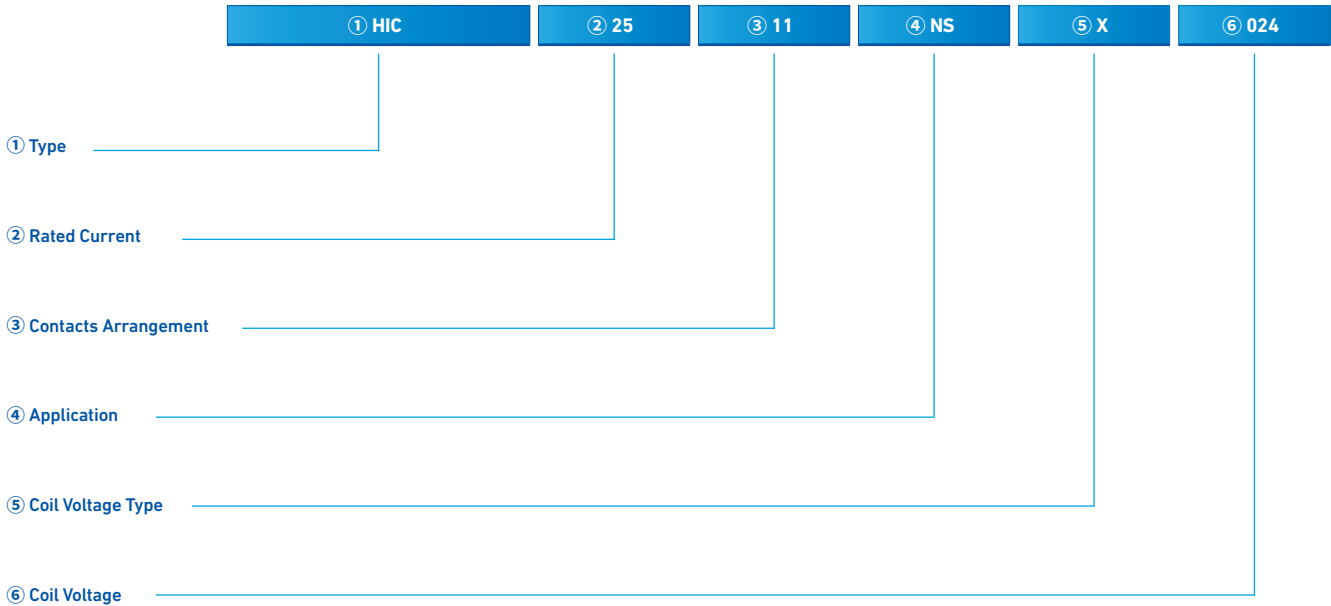 ① HIC ② 25 ③ 11 ④ NS ⑤ X ⑥ 024
① Type
② Rated Current
③ Contacts Arrangement
④ Application
⑤ Coil Voltage Type
⑥ Coil Voltage